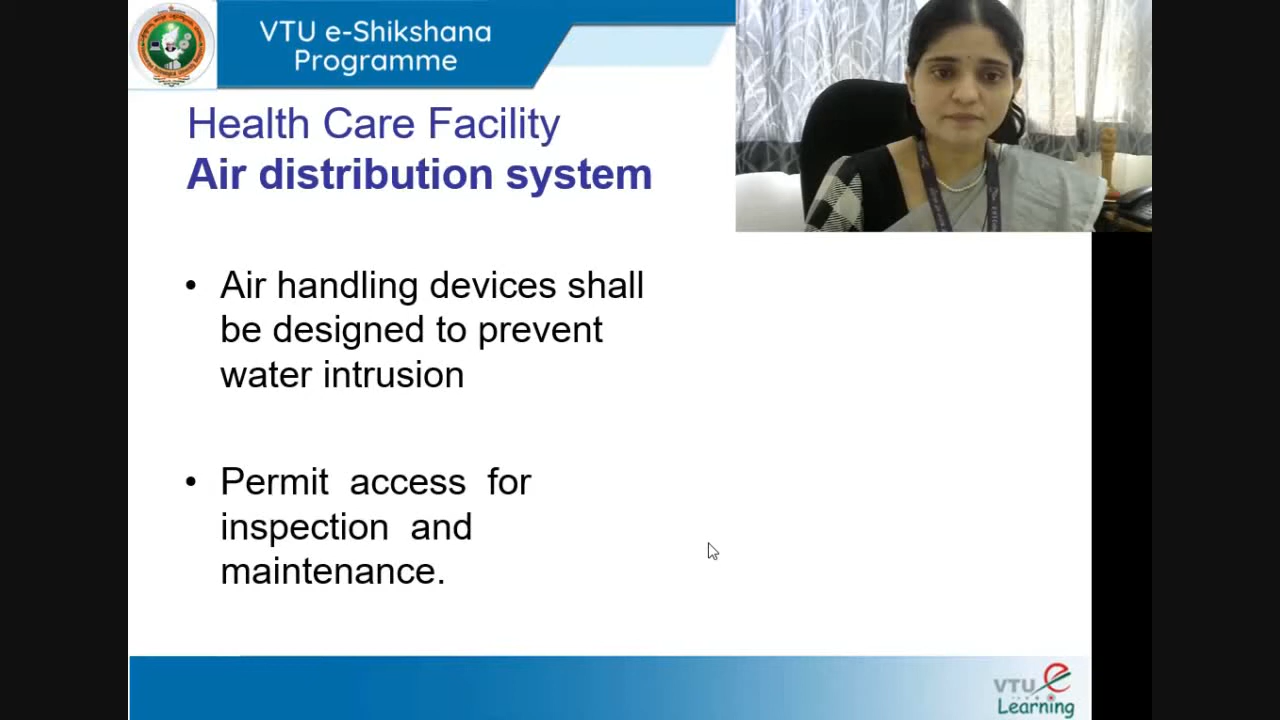 VTU e-Shikshana
Programme
Health Care Facility
Air distribution system
• Air handling devices shall
be designed to prevent
water intrusion
• Permit access for
inspection and
maintenance.
VTU e
Learning